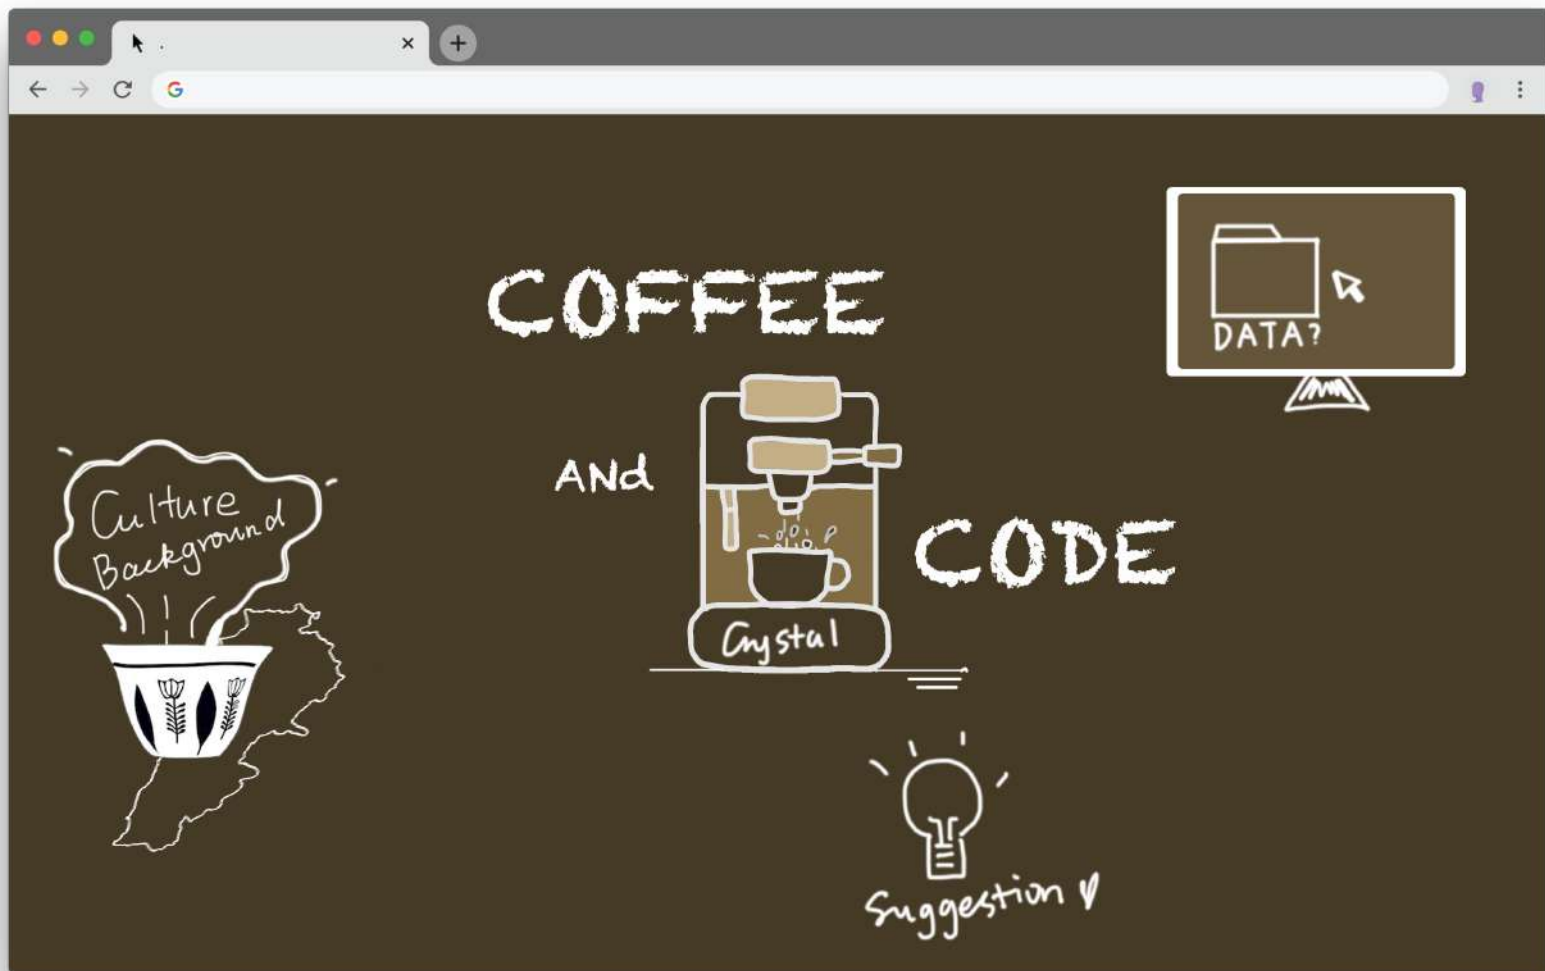 .
COFFEE
DATA?
ANd
Culture
Background
CODE
Crystal
Suggestion